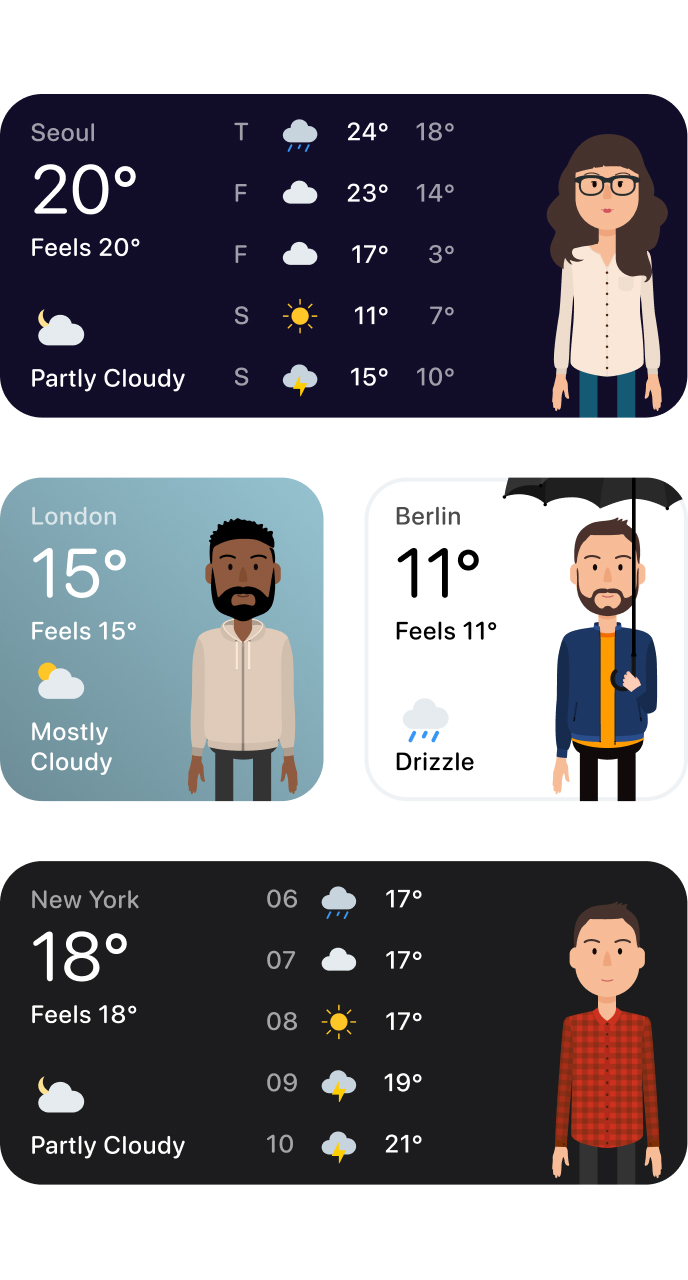 Seoul
20°
Feels 20°
Partly Cloudy
T 24° 18°
F 23° 14°
F 17° 3°
S 11° 7°
S 15° 10°
London
15°
Feels 15°
Mostly
Cloudy
Berlin
11°
Feels 11°
Drizzle
New York
18°
Feels 18°
Partly Cloudy
06 17°
07 17°
08 17°
09 19°
10 21°